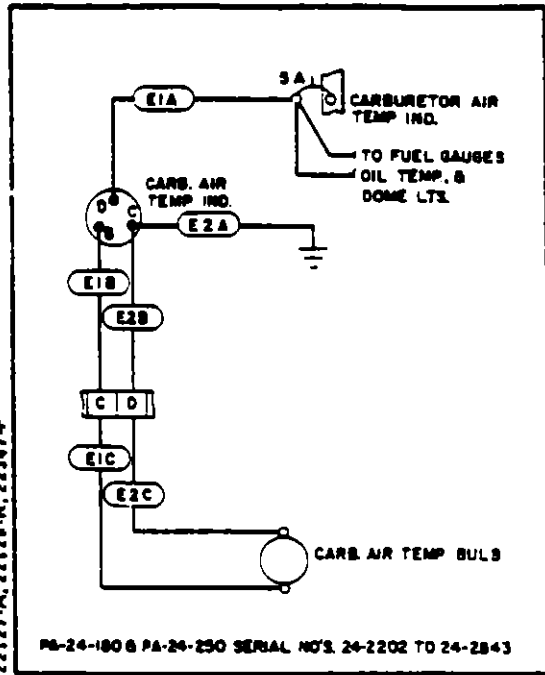 5 A
E1A
CARBURETOR AIR
TEMP IND.
TO FUEL GAUGES
OIL TEMP. &
DOME LTS.
CARB. AIR
TEMP IND.
D
C
B
E2A
E1B
E2B
C D
E1C
E2C
CARB. AIR TEMP BULB
PA-24-180 & PA-24-250 SERIAL NO'S. 24-2202 TO 24-2843